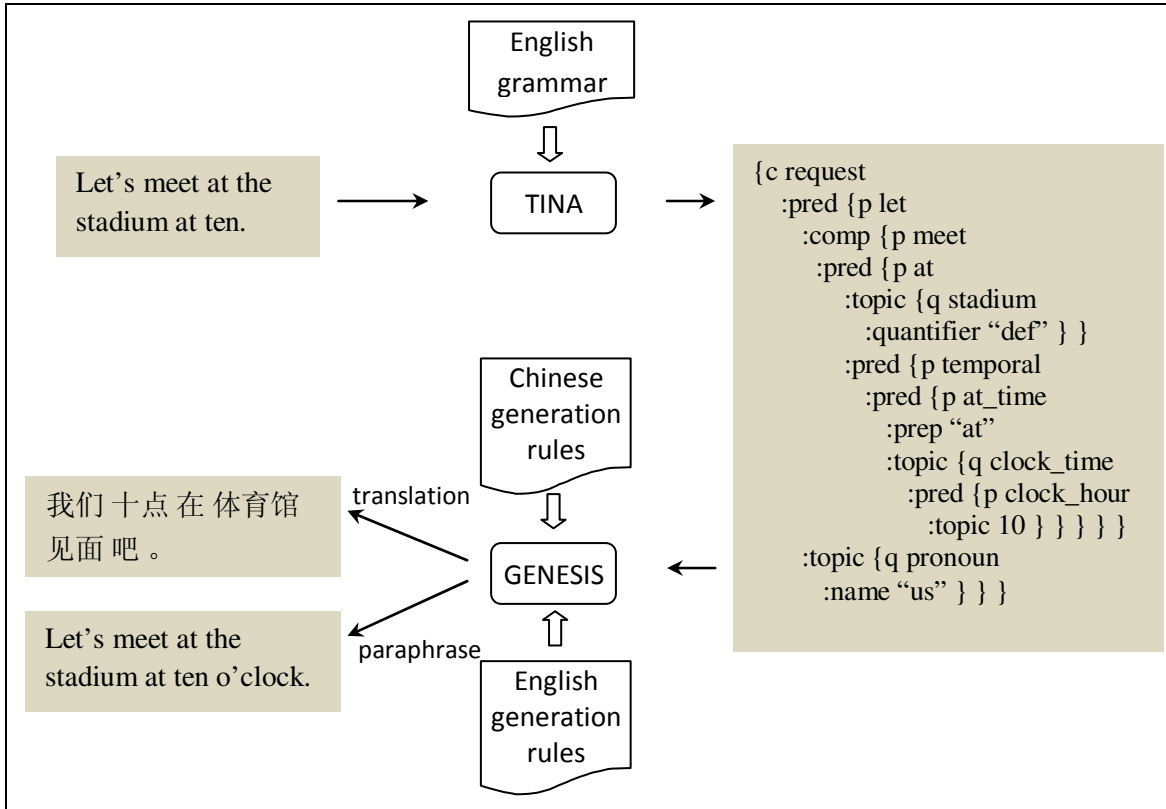 English
grammar
Let’s meet at the
stadium at ten.
TINA
{c request
:pred {p let
:comp {p meet
:pred {p at
:topic {q stadium
:quantifier “def” } }
:pred {p temporal
:pred {p at_time
:prep “at”
:topic {q clock_time
:pred {p clock_hour
:topic 10 } } } } }
:topic {q pronoun
:name “us” } } }
Chinese
generation
rules
translation
我们 十点 在 体育馆
见面 吧 。
GENESIS
paraphrase
Let’s meet at the
stadium at ten o’clock.
English
generation
rules